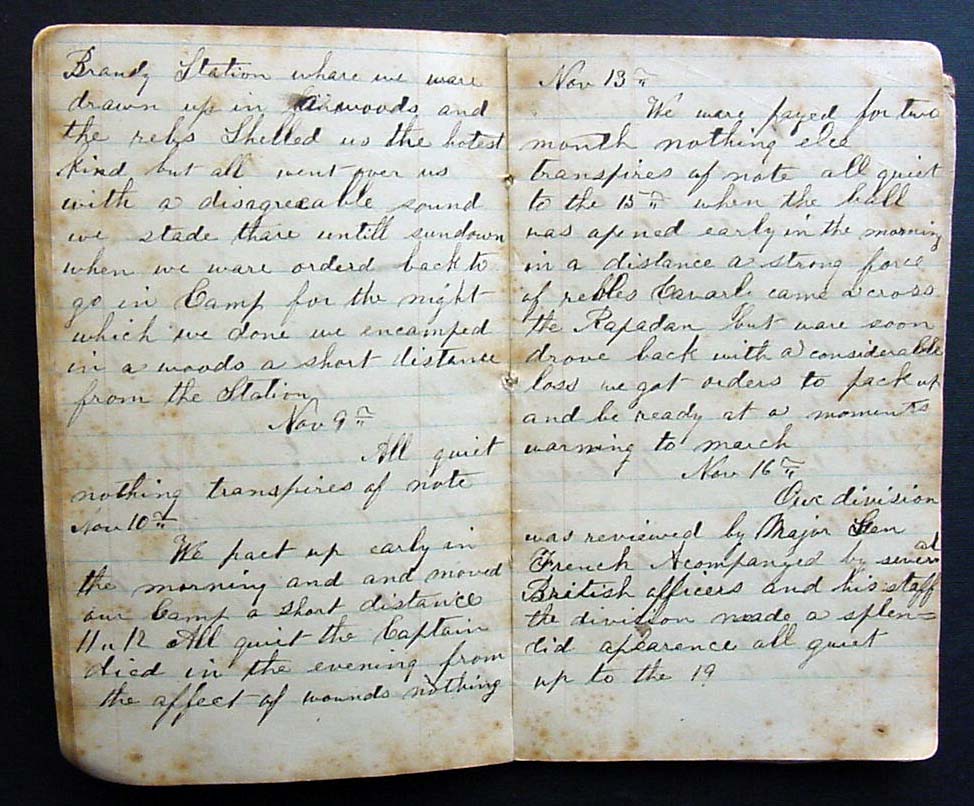 Brandy Station whare we ware
drawn up in woods and
the rebs Shelled us the hotest
kind but all went over us
with a disagreeable sound
we stade thare untill sundown
when we ware orderd back to
go in Camp for the night
which we done we encamped
in a woods a short distance
from the Station
Nov 9th
All quiet
nothing transpires of note
Nov 10th
We pact up early in
the morning and and moved
our Camp a short distance
11 " 12 All quiet the Captain
died in the evening from
the affect of wounds nothing
Nov 13th
We ware payed for two
month nothing elce
transpires of note all quiet
to the 15th when the ball
was opened early in the morning
in a distance a strong force
of rebles Cavarl came across
the Rapadan but ware soon
drove back with a considerable
loss we got orders to pack up
and be ready at a moments
warning to march
Nov 16th
Our division
was reviewed by Major Gen
French Acompanyed by several
British officers and his staff
the division made a splen=
did apearence all quiet
up to the 19